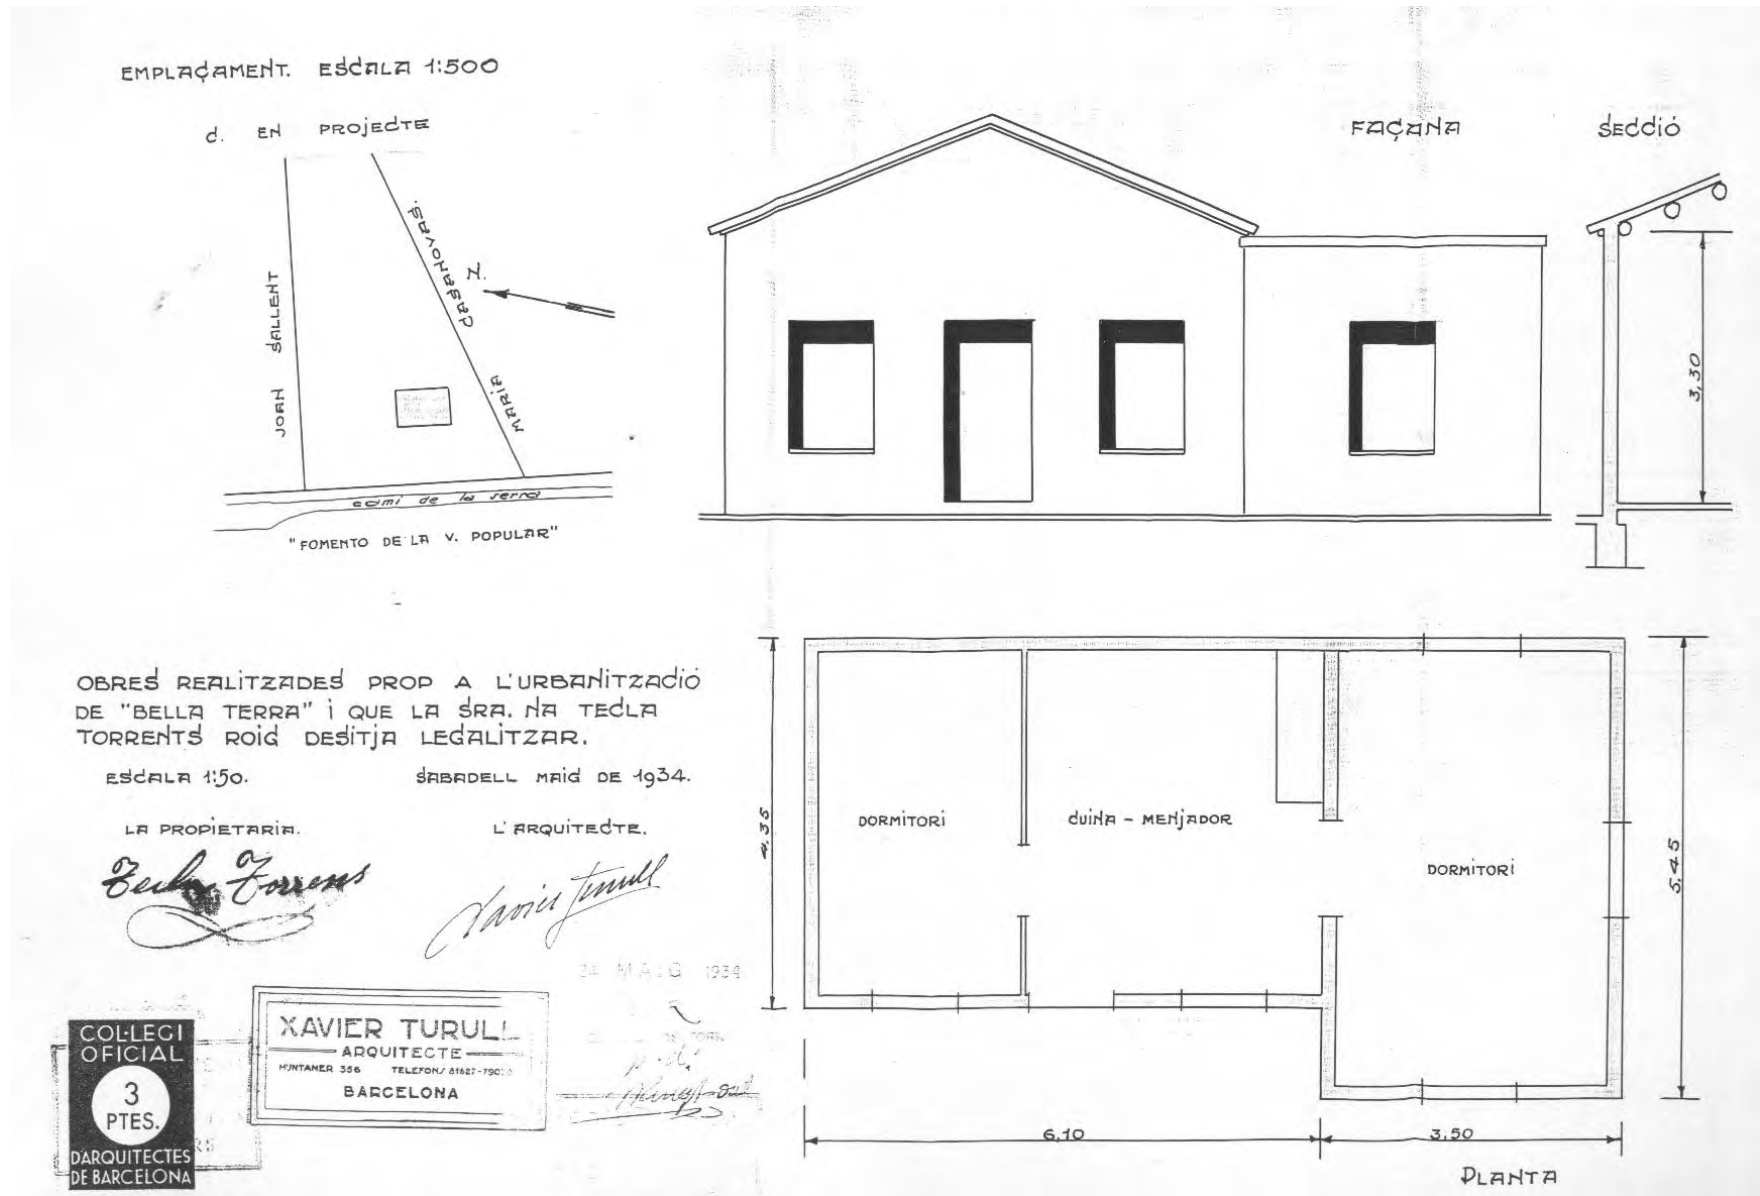 EMPLAÇAMENT. ESCALA 1:500
C. EN PROJECTE
JOAN SALLENT
MARIA CASANOVAS.
N.
camí de la serra
"FOMENTO DE LA V. POPULAR"
FAÇANA
SECCIÓ
3,30
OBRES REALITZADES PROP A L'URBANITZACIÓ
DE "BELLA TERRA" I QUE LA SRA. NA TECLA
TORRENTS ROIG DESITJA LEGALITZAR.
ESCALA 1:50.
SABADELL MAIG DE 1934.
LA PROPIETARIA.
L'ARQUITECTE.
Tecla Torrens
Xavier Turull
24 MAIG 1934
XAVIER TURULL
ARQUITECTE
MUNTANER 356
BARCELONA
COL·LEGI
OFICIAL
3
PTES.
D'ARQUITECTES
DE BARCELONA
4,35
DORMITORI
CUINA - MENJADOR
DORMITORI
5,45
6,10
3,50
PLANTA